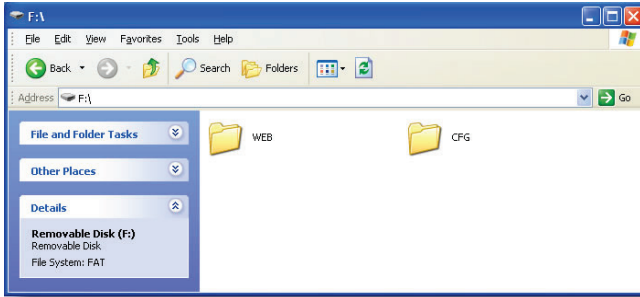 F:\
File Edit View Favorites Tools Help
Back Search Folders
Address F:\ Go
File and Folder Tasks
Other Places
Details
Removable Disk (F:)
Removable Disk
File System: FAT
WEB CFG